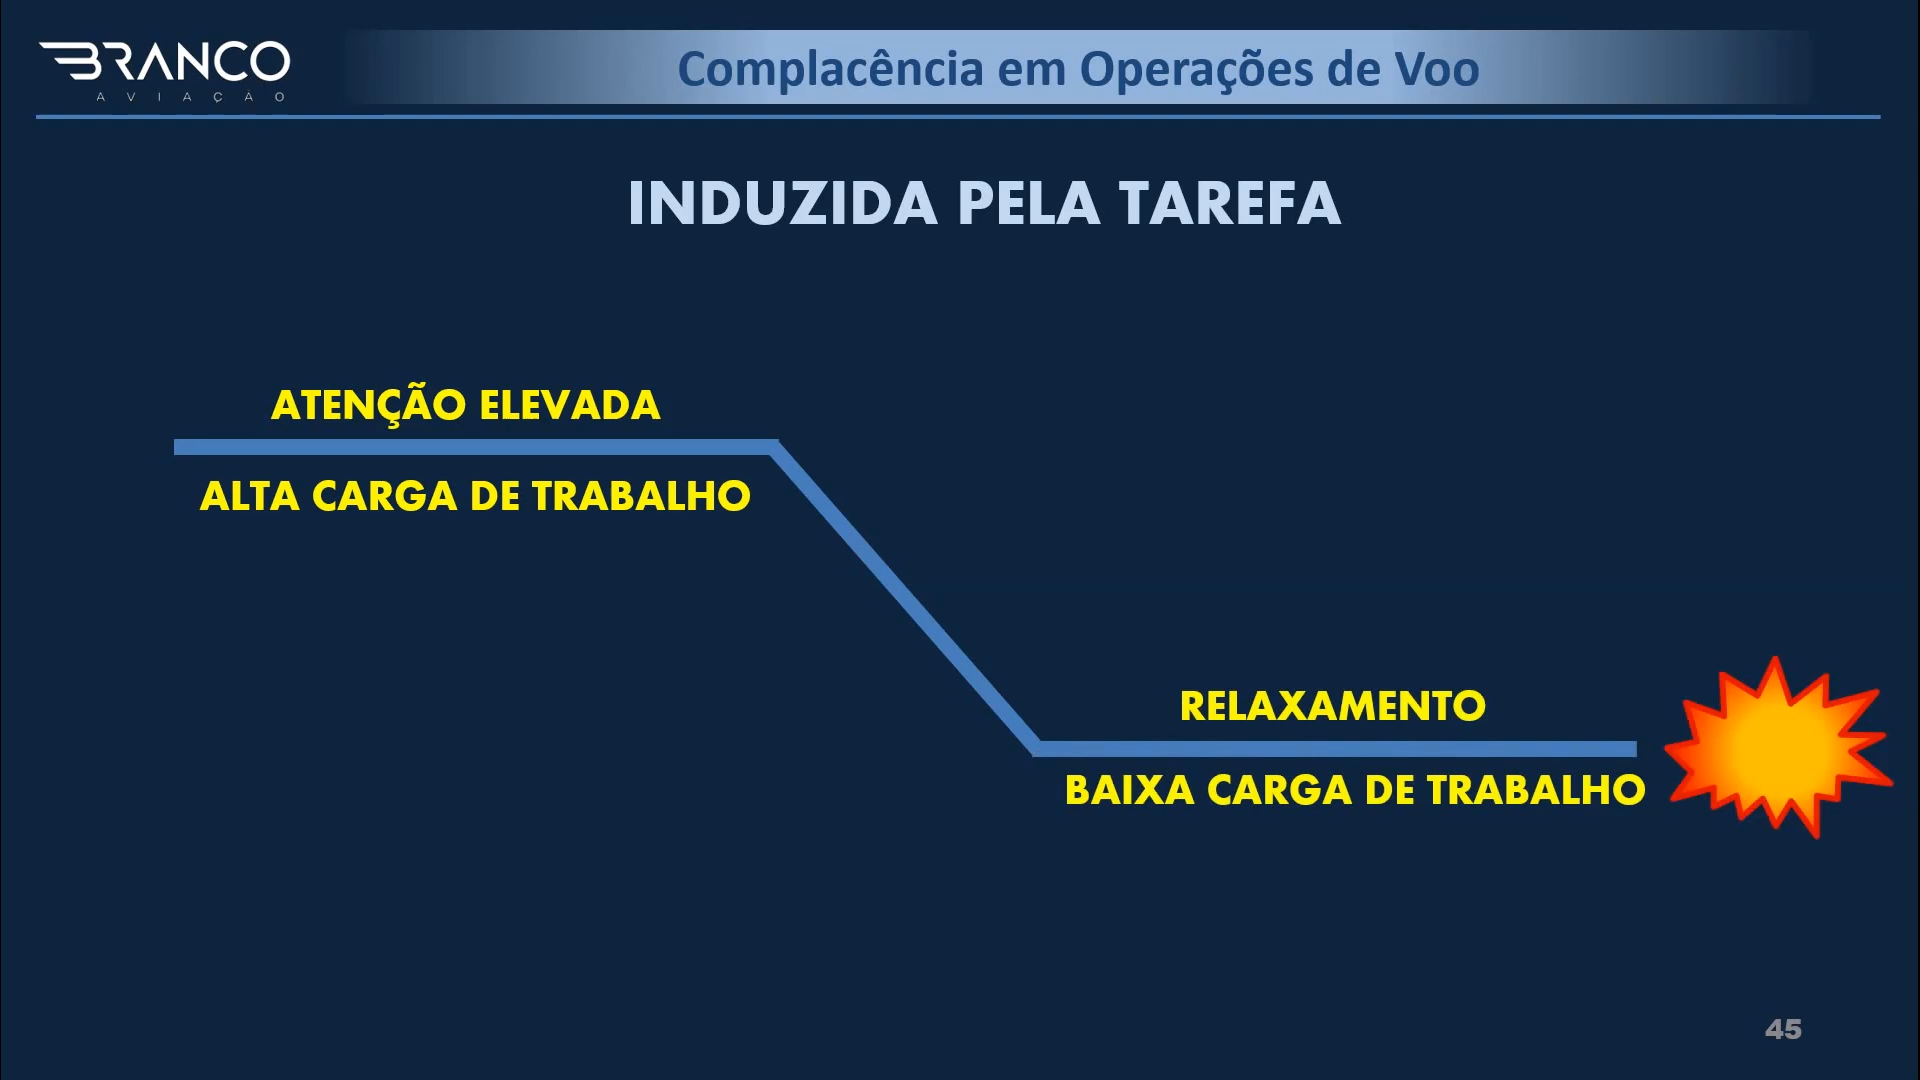 BRANCO
AVIAÇÃO
Complacência em Operações de Voo
INDUZIDA PELA TAREFA
ATENÇÃO ELEVADA
ALTA CARGA DE TRABALHO
RELAXAMENTO
BAIXA CARGA DE TRABALHO
45